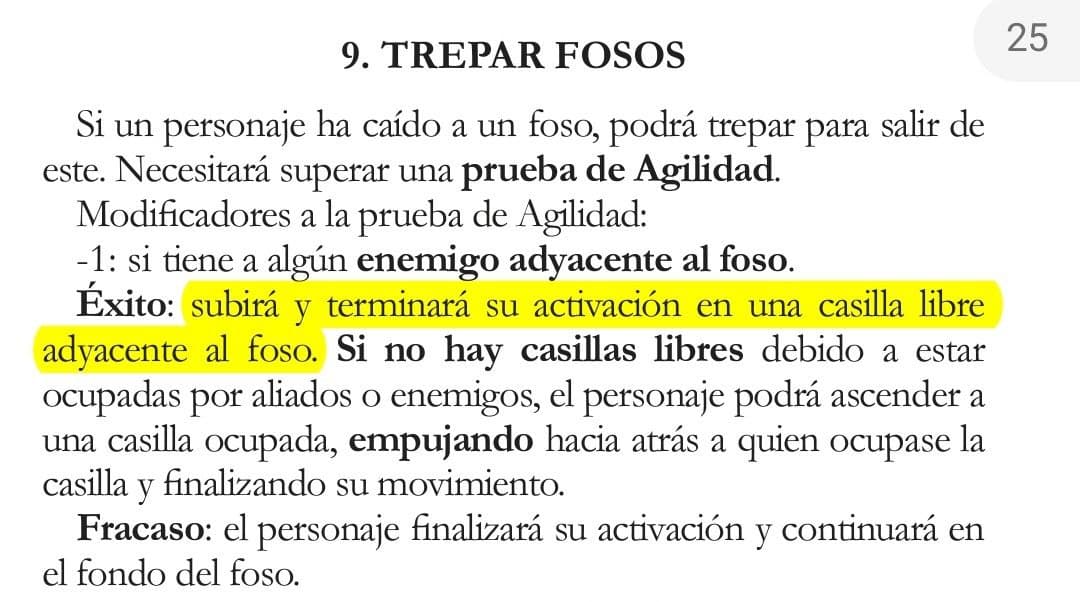 25
9. TREPAR FOSOS
Si un personaje ha caído a un foso, podrá trepar para salir de
este. Necesitará superar una prueba de Agilidad.
Modificadores a la prueba de Agilidad:
-1: si tiene a algún enemigo adyacente al foso.
Éxito: subirá y terminará su activación en una casilla libre
adyacente al foso. Si no hay casillas libres debido a estar
ocupadas por aliados o enemigos, el personaje podrá ascender a
una casilla ocupada, empujando hacia atrás a quien ocupase la
casilla y finalizando su movimiento.
Fracaso: el personaje finalizará su activación y continuará en
el fondo del foso.